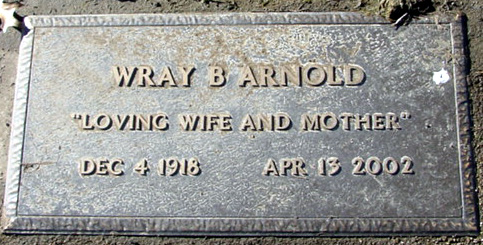 WRAY B ARNOLD
"LOVING WIFE AND MOTHER"
DEC 4 1918 APR 13 2002